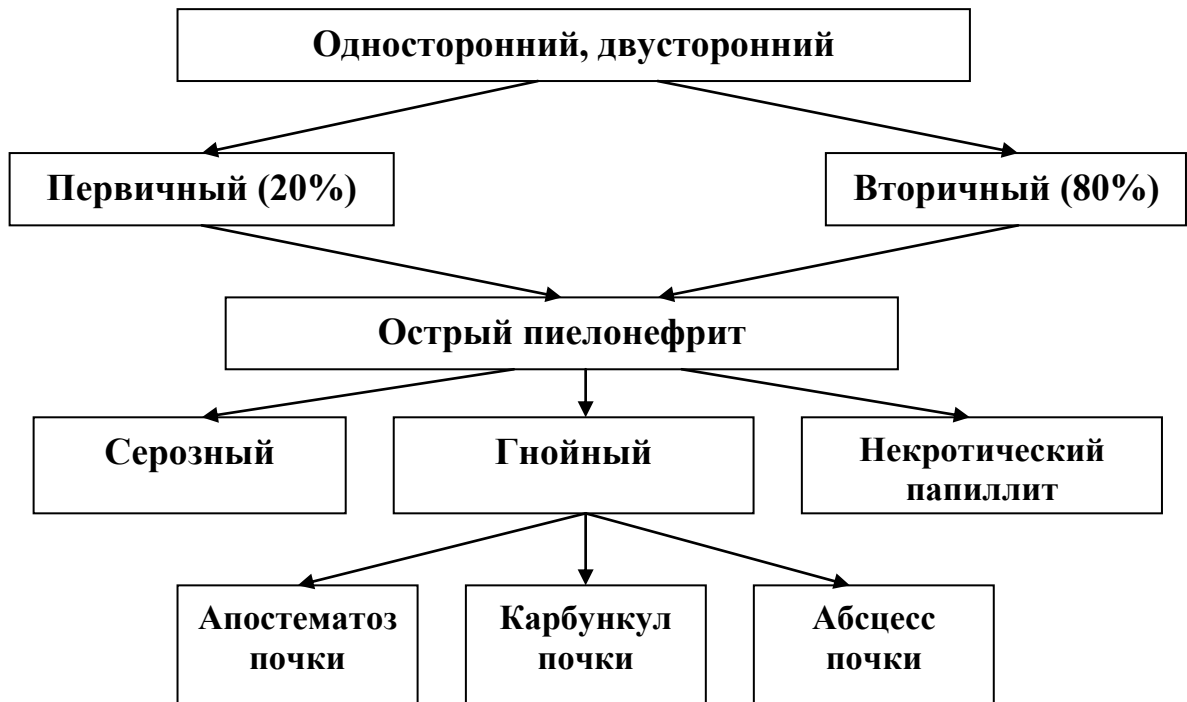 Односторонний, двусторонний
Первичный (20%)
Вторичный (80%)
Острый пиелонефрит
Серозный
Гнойный
Некротический
папиллит
Апостематоз
почки
Карбункул
почки
Абсцесс
почки